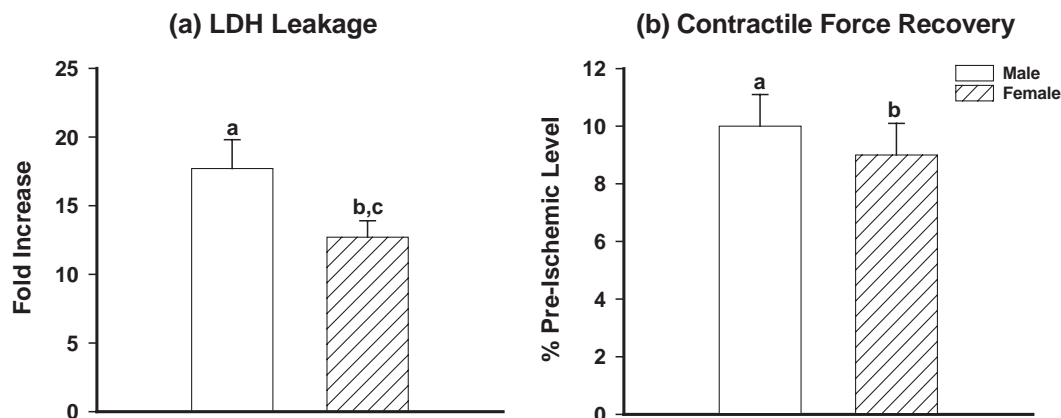 (a) LDH Leakage
Fold Increase
25
20
15
10
5
0
a
b,c
(b) Contractile Force Recovery
% Pre-Ischemic Level
12
10
8
6
4
2
0
a
b
Male
Female